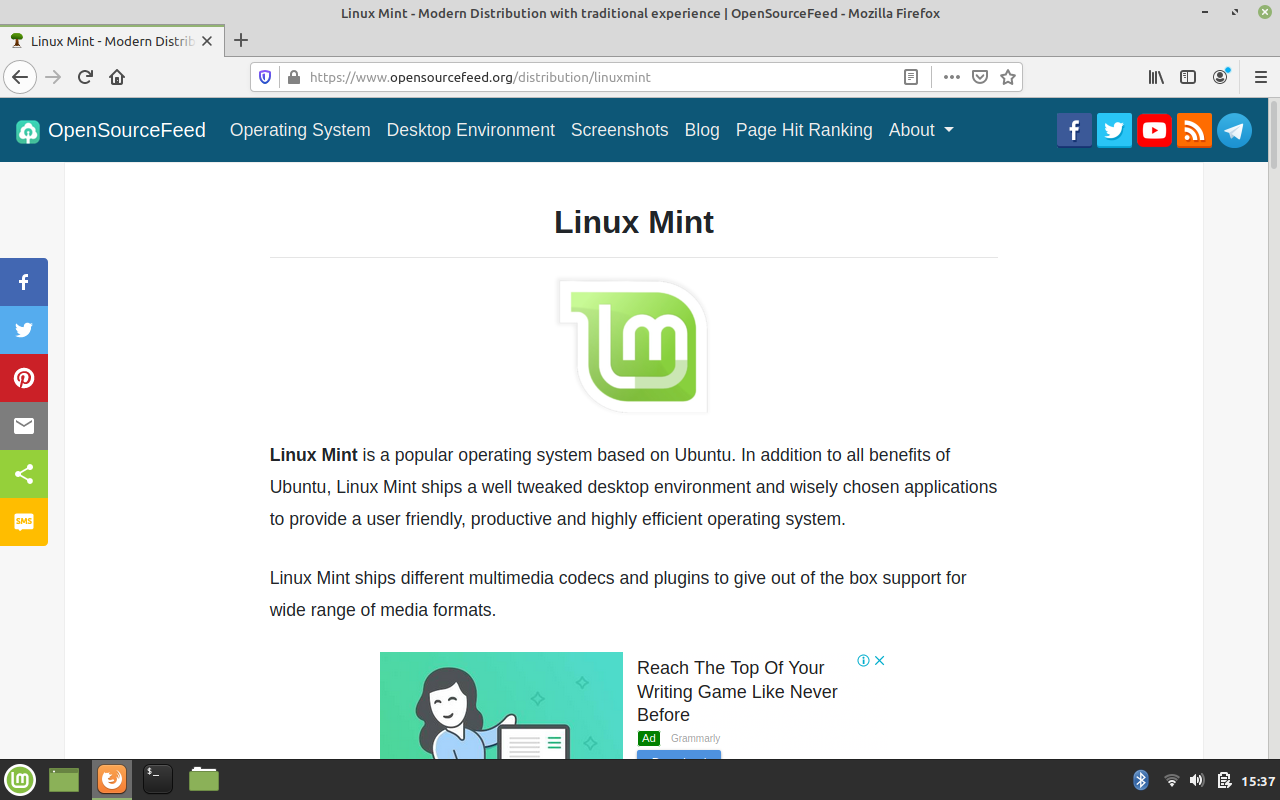 Linux Mint - Modern Distribution with traditional experience | OpenSourceFeed - Mozilla Firefox
Linux Mint - Modern Distrib
https://www.opensourcefeed.org/distribution/linuxmint
OpenSourceFeed Operating System Desktop Environment Screenshots Blog Page Hit Ranking About
Linux Mint
lm
Linux Mint is a popular operating system based on Ubuntu. In addition to all benefits of
Ubuntu, Linux Mint ships a well tweaked desktop environment and wisely chosen applications
to provide a user friendly, productive and highly efficient operating system.
SMS
Linux Mint ships different multimedia codecs and plugins to give out of the box support for
wide range of media formats.
Reach The Top Of Your
Writing Game Like Never
Before
Ad Grammarly
15:37